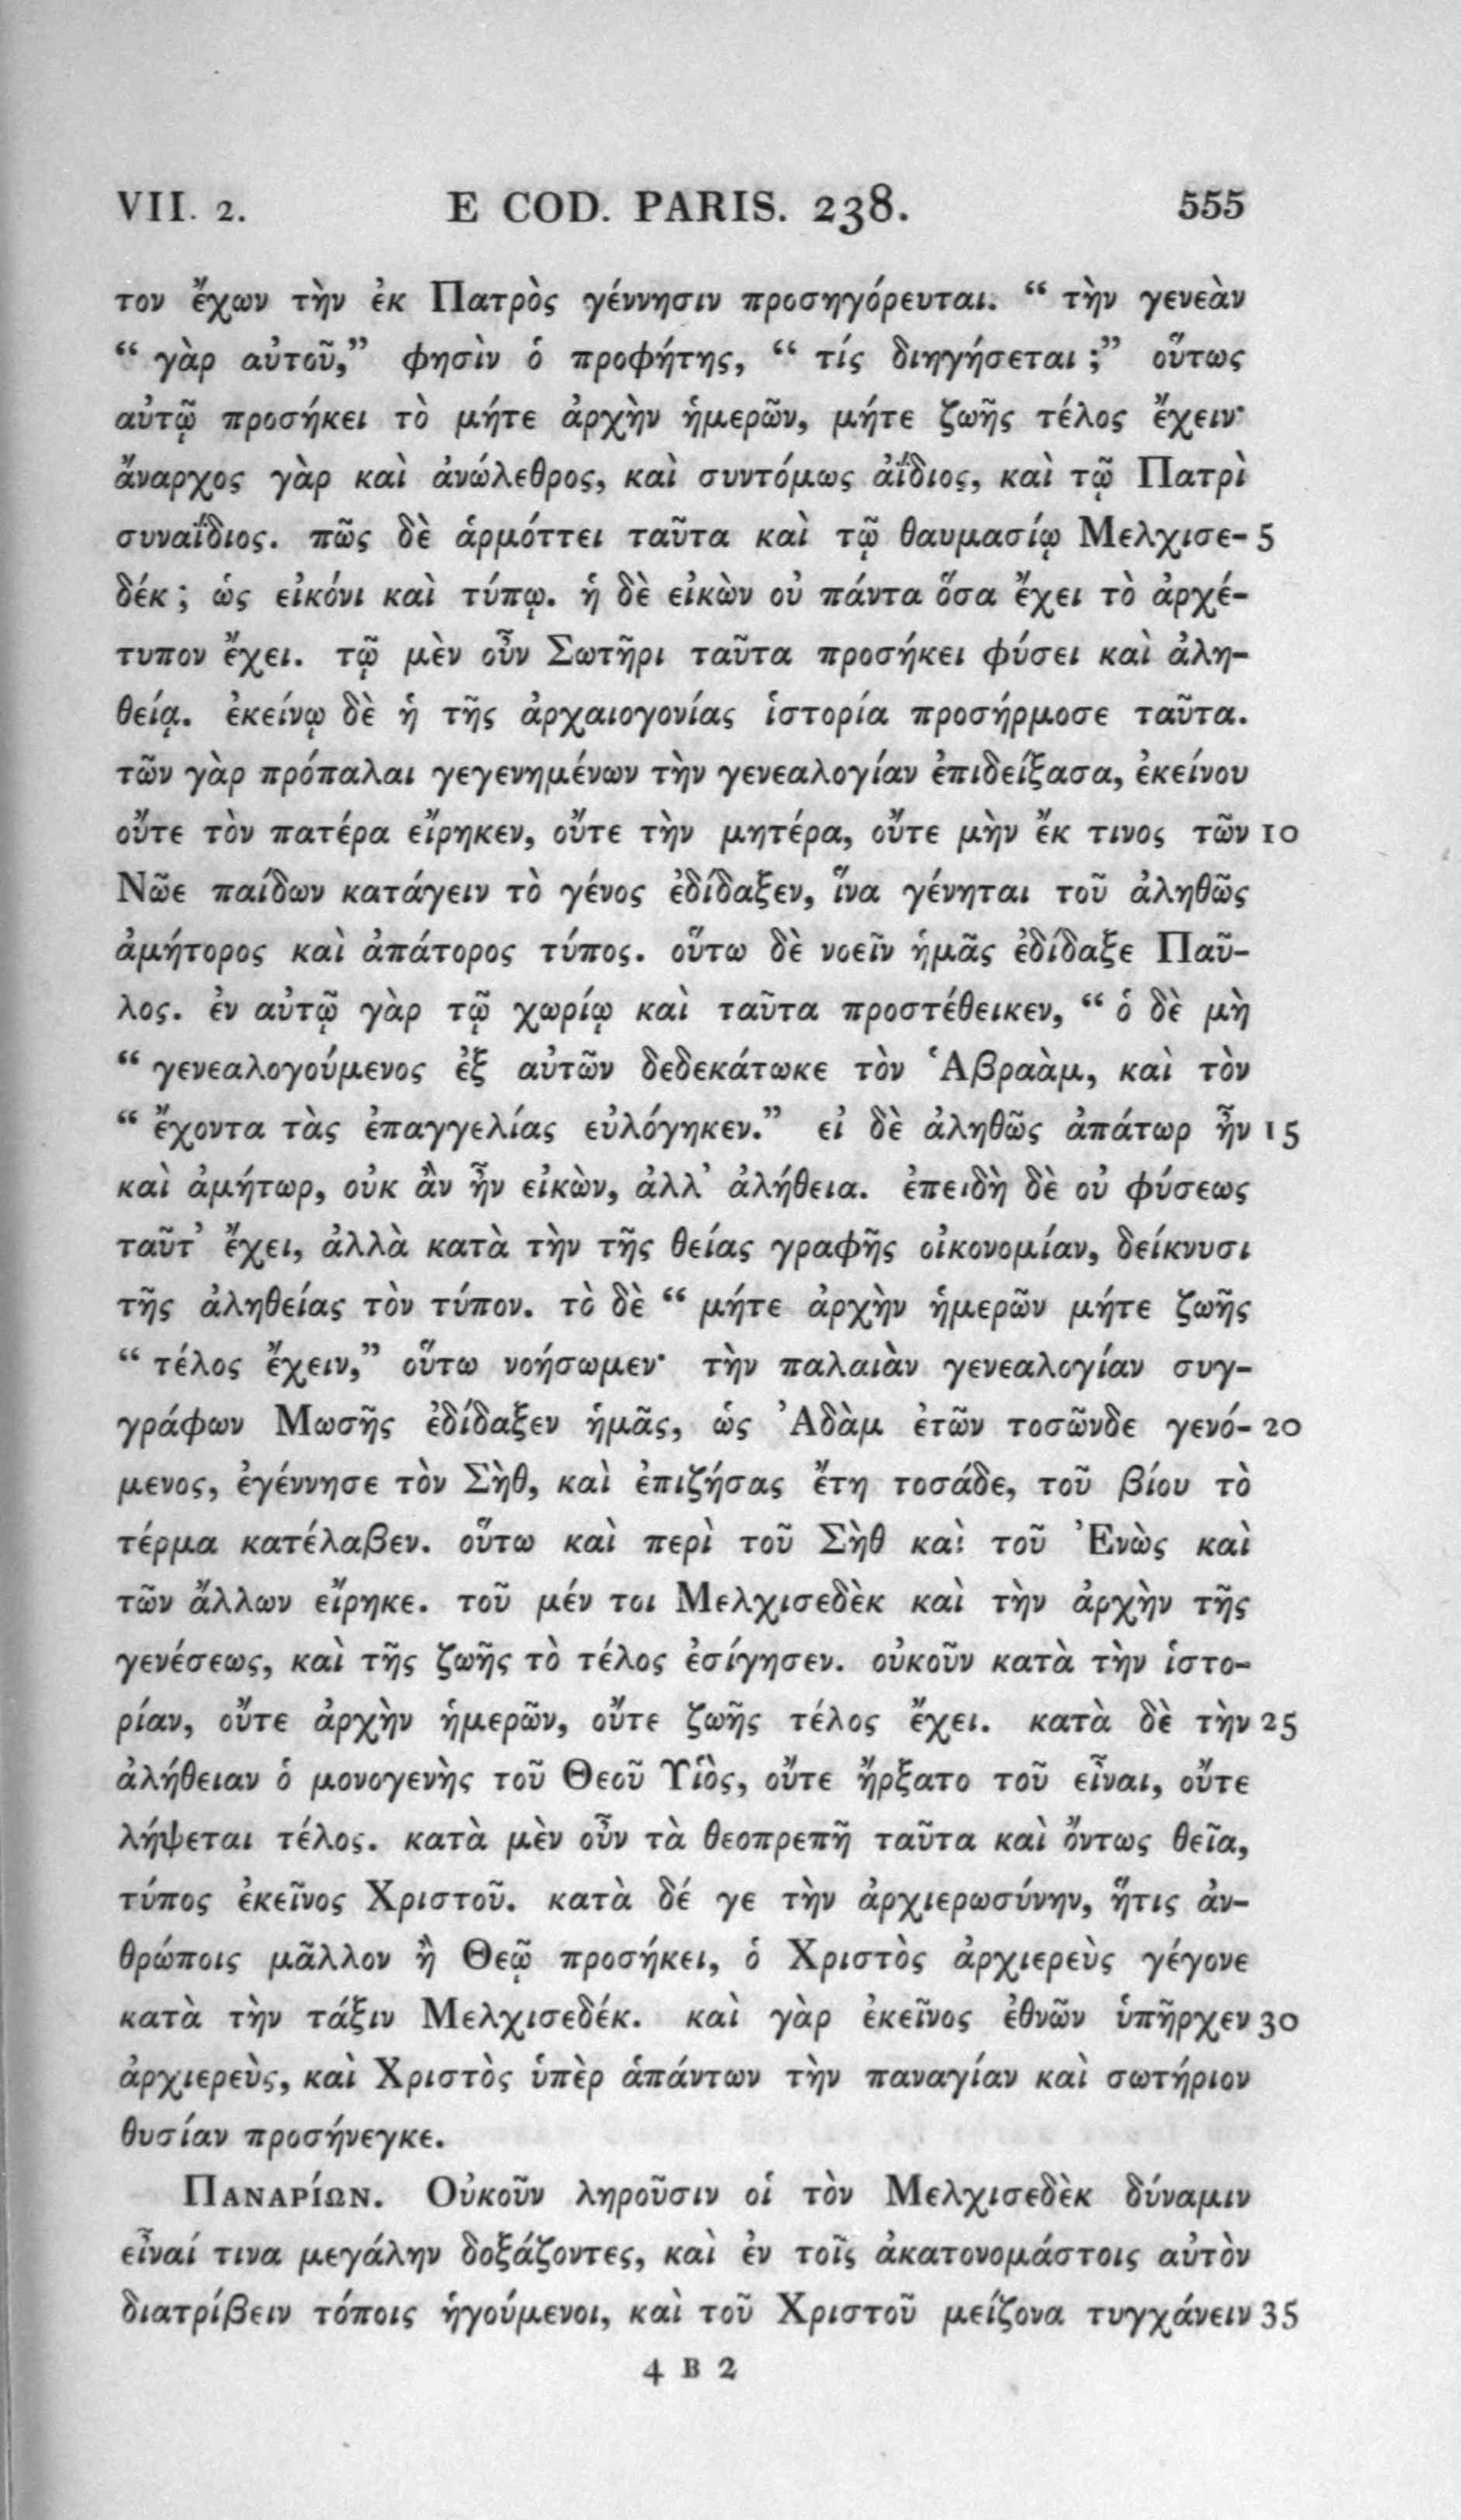 VII. 2. E COD. PARIS. 238. 555
τον ἔχων τὴν ἐκ Πατρὸς γέννησιν προσηγόρευται. “ τὴν γενεὰν
“ γὰρ αὐτοῦ,” φησὶν ὁ προφήτης, “ τίς διηγήσεται ;” οὕτως
αὐτῷ προσήκει τὸ μήτε ἀρχὴν ἡμερῶν, μήτε ζωῆς τέλος ἔχειν·
ἄναρχος γὰρ καὶ ἀνώλεθρος, καὶ συντόμως ἀΐδιος, καὶ τῷ Πατρὶ
συναΐδιος. πῶς δὲ ἁρμόττει ταῦτα καὶ τῷ θαυμασίῳ Μελχισε- 5
δέκ ; ὡς εἰκόνι καὶ τύπῳ. ἡ δὲ εἰκὼν οὐ πάντα ὅσα ἔχει τὸ ἀρχέ-
τυπον ἔχει. τῷ μὲν οὖν Σωτῆρι ταῦτα προσήκει φύσει καὶ ἀλη-
θείᾳ. ἐκείνῳ δὲ ἡ τῆς ἀρχαιογονίας ἱστορία προσήρμοσε ταῦτα.
τῶν γὰρ πρόπαλαι γεγενημένων τὴν γενεαλογίαν ἐπιδείξασα, ἐκείνου
οὔτε τὸν πατέρα εἴρηκεν, οὔτε τὴν μητέρα, οὔτε μὴν ἔκ τινος τῶν 10
Νῶε παίδων κατάγειν τὸ γένος ἐδίδαξεν, ἵνα γένηται τοῦ ἀληθῶς
ἀμήτορος καὶ ἀπάτορος τύπος. οὕτω δὲ νοεῖν ἡμᾶς ἐδίδαξε Παῦ-
λος. ἐν αὐτῷ γὰρ τῷ χωρίῳ καὶ ταῦτα προστέθεικεν, “ ὁ δὲ μὴ
“ γενεαλογούμενος ἐξ αὐτῶν δεδεκάτωκε τὸν Ἁβραὰμ, καὶ τὸν
“ ἔχοντα τὰς ἐπαγγελίας εὐλόγηκεν.” εἰ δὲ ἀληθῶς ἀπάτωρ ἦν 15
καὶ ἀμήτωρ, οὐκ ἂν ἦν εἰκὼν, ἀλλ’ ἀλήθεια. ἐπειδὴ δὲ οὐ φύσεως
ταῦτ’ ἔχει, ἀλλὰ κατὰ τὴν τῆς θείας γραφῆς οἰκονομίαν, δείκνυσι
τῆς ἀληθείας τὸν τύπον. τὸ δὲ “ μήτε ἀρχὴν ἡμερῶν μήτε ζωῆς
“ τέλος ἔχειν,” οὕτω νοήσωμεν· τὴν παλαιὰν γενεαλογίαν συγ-
γράφων Μωσῆς ἐδίδαξεν ἡμᾶς, ὡς Ἀδὰμ ἐτῶν τοσῶνδε γενό- 20
μενος, ἐγέννησε τὸν Σὴθ, καὶ ἐπιζήσας ἔτη τοσάδε, τοῦ βίου τὸ
τέρμα κατέλαβεν. οὕτω καὶ περὶ τοῦ Σὴθ καὶ τοῦ Ἐνὼς καὶ
τῶν ἄλλων εἴρηκε. τοῦ μέν τοι Μελχισεδὲκ καὶ τὴν ἀρχὴν τῆς
γενέσεως, καὶ τῆς ζωῆς τὸ τέλος ἐσίγησεν. οὐκοῦν κατὰ τὴν ἱστο-
ρίαν, οὔτε ἀρχὴν ἡμερῶν, οὔτε ζωῆς τέλος ἔχει. κατὰ δὲ τὴν 25
ἀλήθειαν ὁ μονογενὴς τοῦ Θεοῦ Υἱὸς, οὔτε ἤρξατο τοῦ εἶναι, οὔτε
λήψεται τέλος. κατὰ μὲν οὖν τὰ θεοπρεπῆ ταῦτα καὶ ὄντως θεῖα,
τύπος ἐκεῖνος Χριστοῦ. κατὰ δέ γε τὴν ἀρχιερωσύνην, ἥτις ἀν-
θρώποις μᾶλλον ἢ Θεῷ προσήκει, ὁ Χριστὸς ἀρχιερεὺς γέγονε
κατὰ τὴν τάξιν Μελχισεδέκ. καὶ γὰρ ἐκεῖνος ἐθνῶν ὑπῆρχεν 30
ἀρχιερεὺς, καὶ Χριστὸς ὑπὲρ ἁπάντων τὴν παναγίαν καὶ σωτήριον
θυσίαν προσήνεγκε.
Παναρίων. Οὐκοῦν ληροῦσιν οἱ τὸν Μελχισεδὲκ δύναμιν
εἶναί τινα μεγάλην δοξάζοντες, καὶ ἐν τοῖς ἀκατονομάστοις αὐτὸν
διατρίβειν τόποις ἡγούμενοι, καὶ τοῦ Χριστοῦ μείζονα τυγχάνειν 35
4 B 2